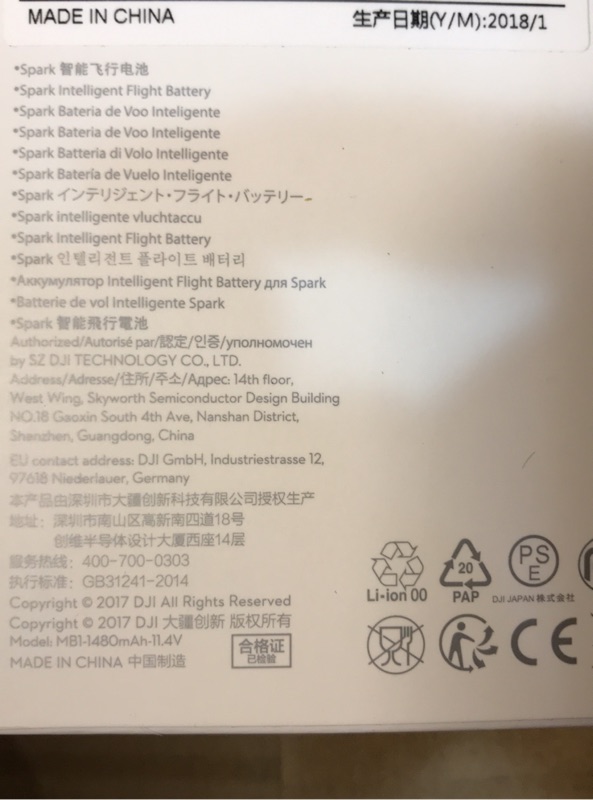 MADE IN CHINA
生产日期(Y/M):2018/1
*Spark 智能飞行电池
*Spark Intelligent Flight Battery
*Spark Bateria de Voo Inteligente
*Spark Bateria de Voo Inteligente
*Spark Batteria di Volo Intelligente
*Spark Batería de Vuelo Inteligente
*Spark インテリジェント・フライト・バッテリー
*Spark intelligente vluchtaccu
*Spark Intelligent Flight Battery
*Spark 인텔리전트 플라이트 배터리
*Аккумулятор Intelligent Flight Battery для Spark
*Batterie de vol Intelligente Spark
*Spark 智能飛行電池
Authorized/Autorisé par/認定/인증/уполномочен
by SZ DJI TECHNOLOGY CO., LTD.
Address/Adresse/住所/주소/Адрес: 14th floor,
West Wing, Skyworth Semiconductor Design Building
NO.18 Gaoxin South 4th Ave, Nanshan District,
Shenzhen, Guangdong, China
EU contact address: DJI GmbH, Industriestrasse 12,
97618 Niederlauer, Germany
本产品由深圳市大疆创新科技有限公司授权生产
地址: 深圳市南山区高新南四道18号
创维半导体设计大厦西座14层
服务热线: 400-700-0303
执行标准: GB31241-2014
Copyright © 2017 DJI All Rights Reserved
Copyright © 2017 DJI 大疆创新 版权所有
Model: MB1-1480mAh-11.4V
MADE IN CHINA 中国制造
合格证
已检验
Li-ion 00
20
PAP
PS
E
DJI JAPAN 株式会社
CE